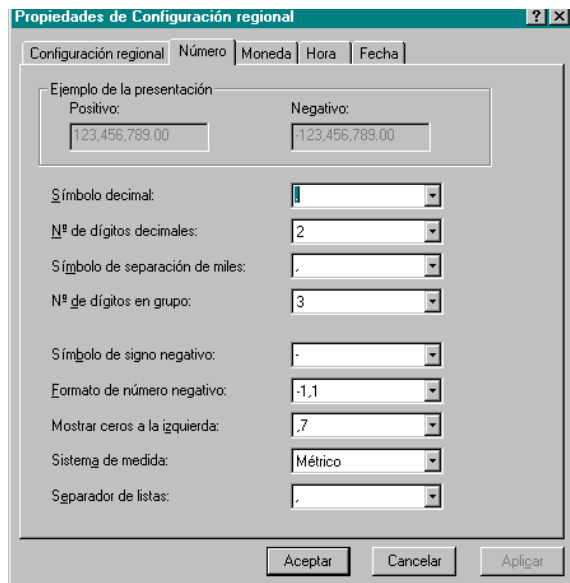 Propiedades de Configuración regional
Configuración regional Número Moneda Hora Fecha
Ejemplo de la presentación
Positivo: Negativo:
123,456,789.00 -123,456,789.00
Símbolo decimal: .
Nº de dígitos decimales: 2
Símbolo de separación de miles: ,
Nº de dígitos en grupo: 3
Símbolo de signo negativo: -
Formato de número negativo: -1,1
Mostrar ceros a la izquierda: ,7
Sistema de medida: Métrico
Separador de listas: ,
Aceptar Cancelar Aplicar